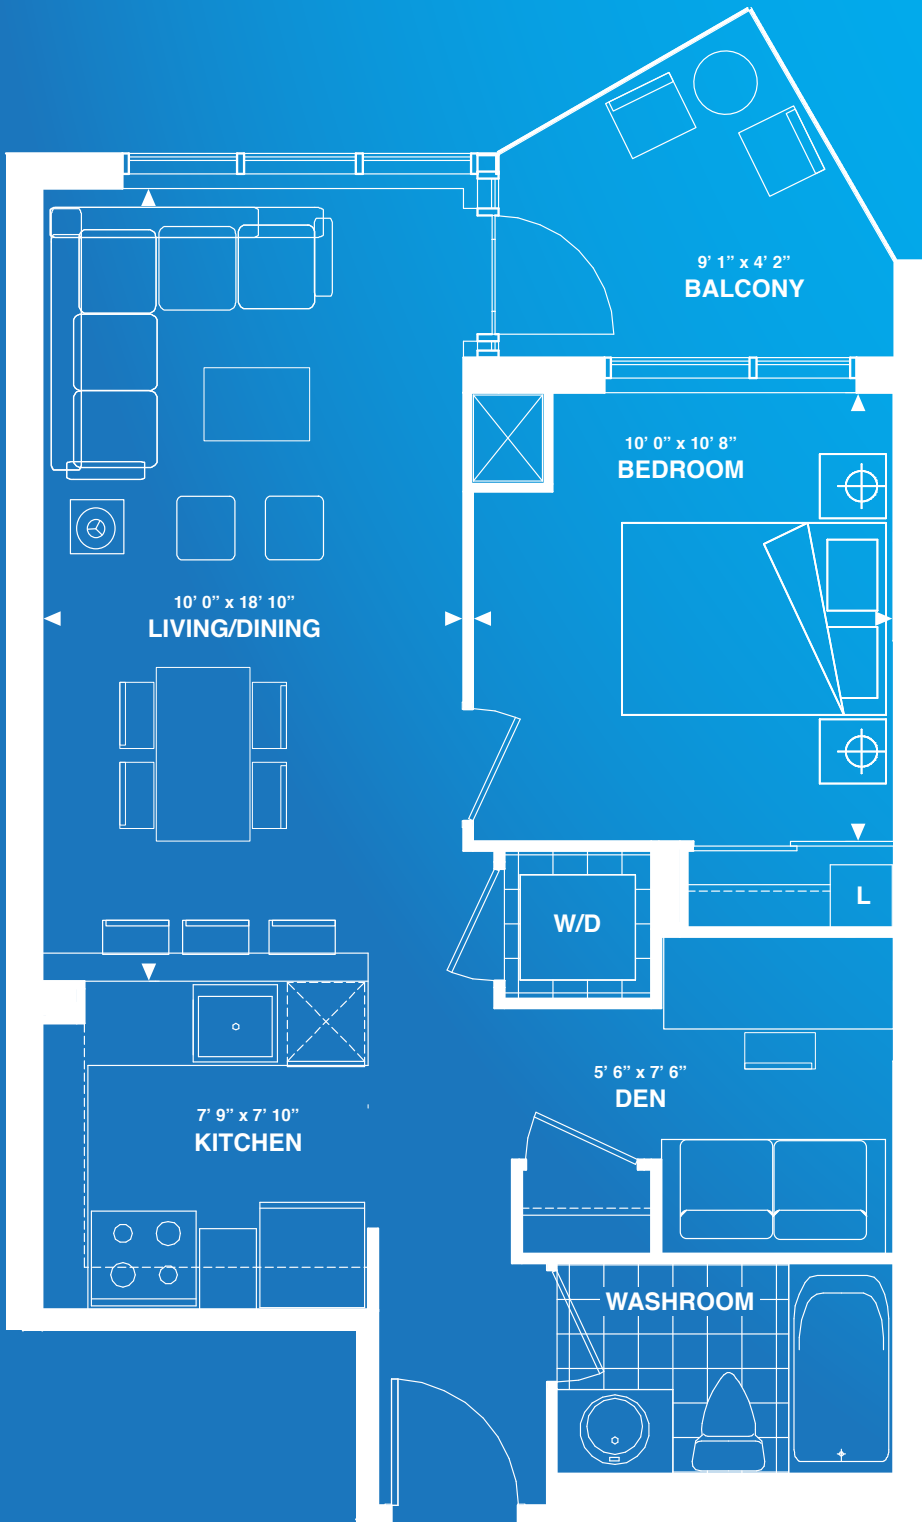 9’ 1” x 4’ 2”
BALCONY
10’ 0” x 10’ 8”
BEDROOM
10’ 0” x 18’ 10”
LIVING/DINING
L
W/D
5’ 6” x 7’ 6”
DEN
7’ 9” x 7’ 10”
KITCHEN
WASHROOM